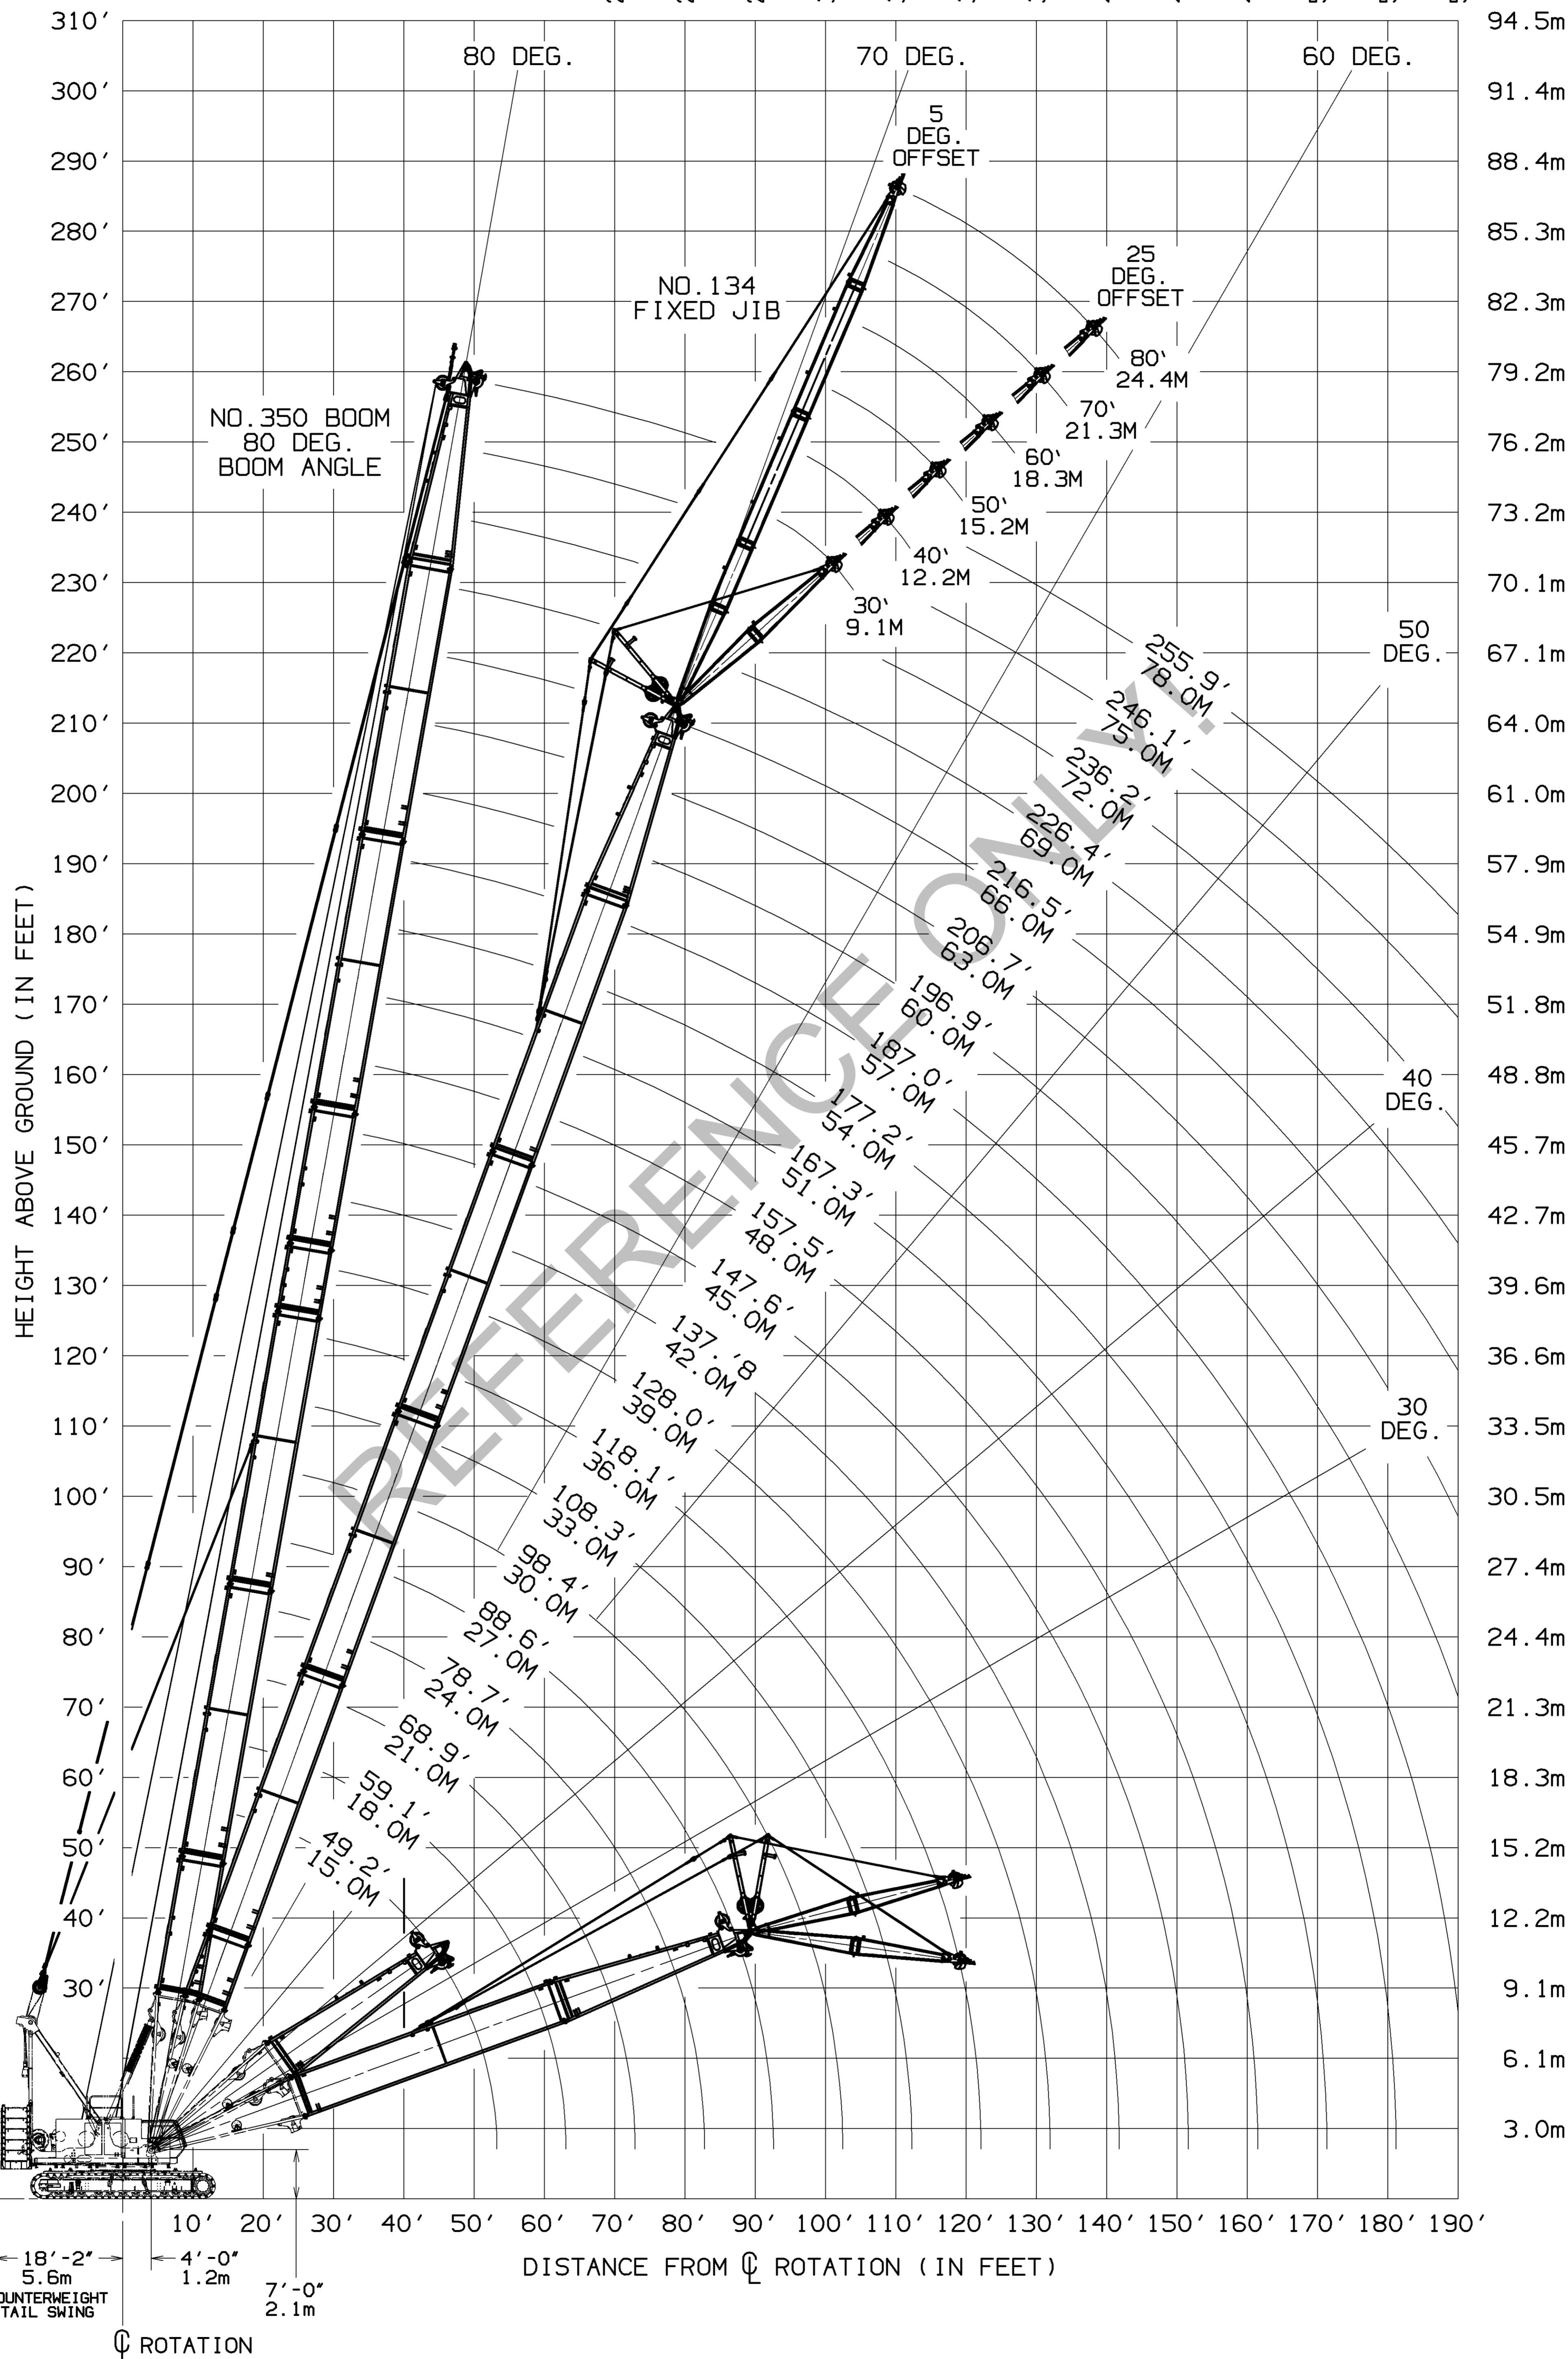 310′
94.5m
80 DEG.
70 DEG.
60 DEG.
300′
91.4m
5
DEG.
OFFSET
290′
88.4m
280′
85.3m
25
DEG.
OFFSET
NO.134
FIXED JIB
270′
82.3m
80'
24.4M
260′
79.2m
70'
21.3M
NO.350 BOOM
80 DEG.
BOOM ANGLE
250′
76.2m
60'
18.3M
50'
15.2M
240′
73.2m
40'
12.2M
230′
70.1m
30'
9.1M
50
DEG.
220′
67.1m
255.9′
78.0M
246.1′
75.0M
210′
64.0m
236.2′
72.0M
200′
61.0m
226.4′
69.0M
190′
57.9m
216.5′
66.0M
180′
54.9m
206.7′
63.0M
170′
51.8m
196.9′
60.0M
187.0′
57.0M
160′
48.8m
40
DEG.
177.2′
54.0M
150′
45.7m
167.3′
51.0M
140′
42.7m
157.5′
48.0M
130′
39.6m
147.6′
45.0M
137.′8
42.0M
120′
36.6m
128.0′
39.0M
30
DEG.
110′
33.5m
118.1′
36.0M
100′
30.5m
108.3′
33.0M
98.4′
30.0M
90′
27.4m
88.6′
27.0M
80′
24.4m
78.7′
24.0M
70′
21.3m
68.9′
21.0M
60′
18.3m
59.1′
18.0M
50′
15.2m
49.2′
15.0M
40′
12.2m
30′
9.1m
6.1m
3.0m
HEIGHT ABOVE GROUND (IN FEET)
REFERENCE ONLY!
10′ 20′ 30′ 40′ 50′ 60′ 70′ 80′ 90′ 100′ 110′ 120′ 130′ 140′ 150′ 160′ 170′ 180′ 190′
DISTANCE FROM ℄ ROTATION (IN FEET)
18′-2″
5.6m
OUNTERWEIGHT
TAIL SWING
4′-0″
1.2m
7′-0″
2.1m
℄ ROTATION